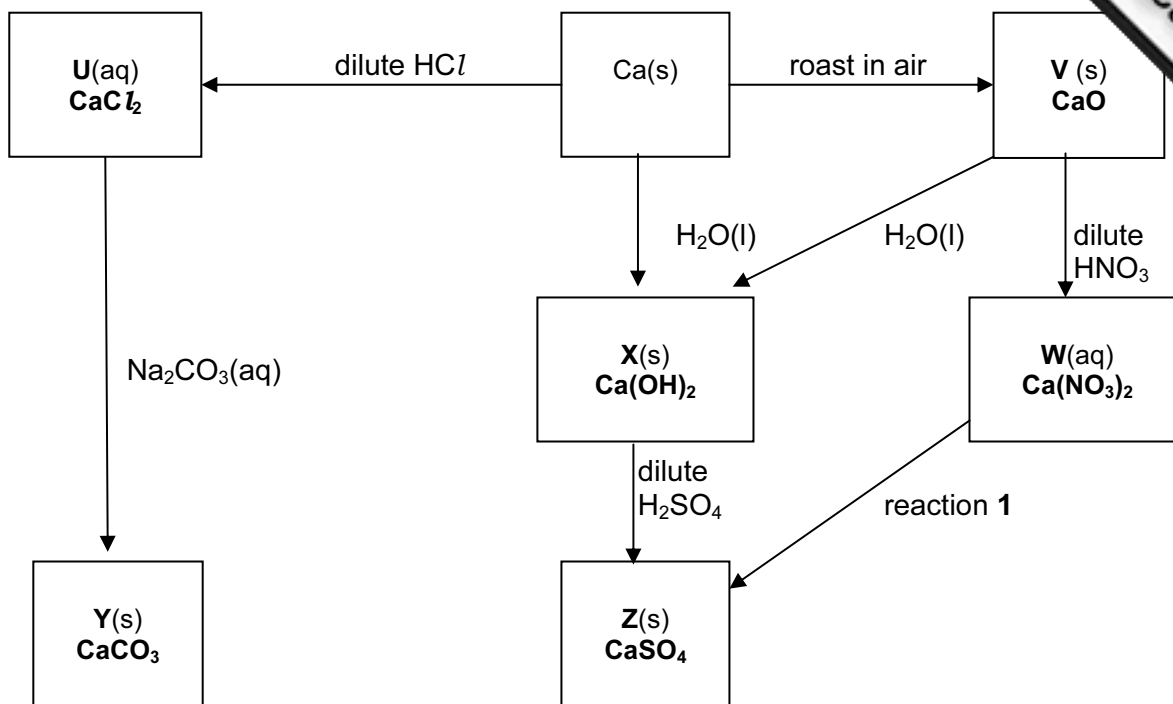 U(aq)
CaCl₂
dilute HCl
Ca(s)
roast in air
V (s)
CaO
H₂O(l)
H₂O(l)
dilute
HNO₃
Na₂CO₃(aq)
X(s)
Ca(OH)₂
W(aq)
Ca(NO₃)₂
dilute
H₂SO₄
reaction 1
Y(s)
CaCO₃
Z(s)
CaSO₄